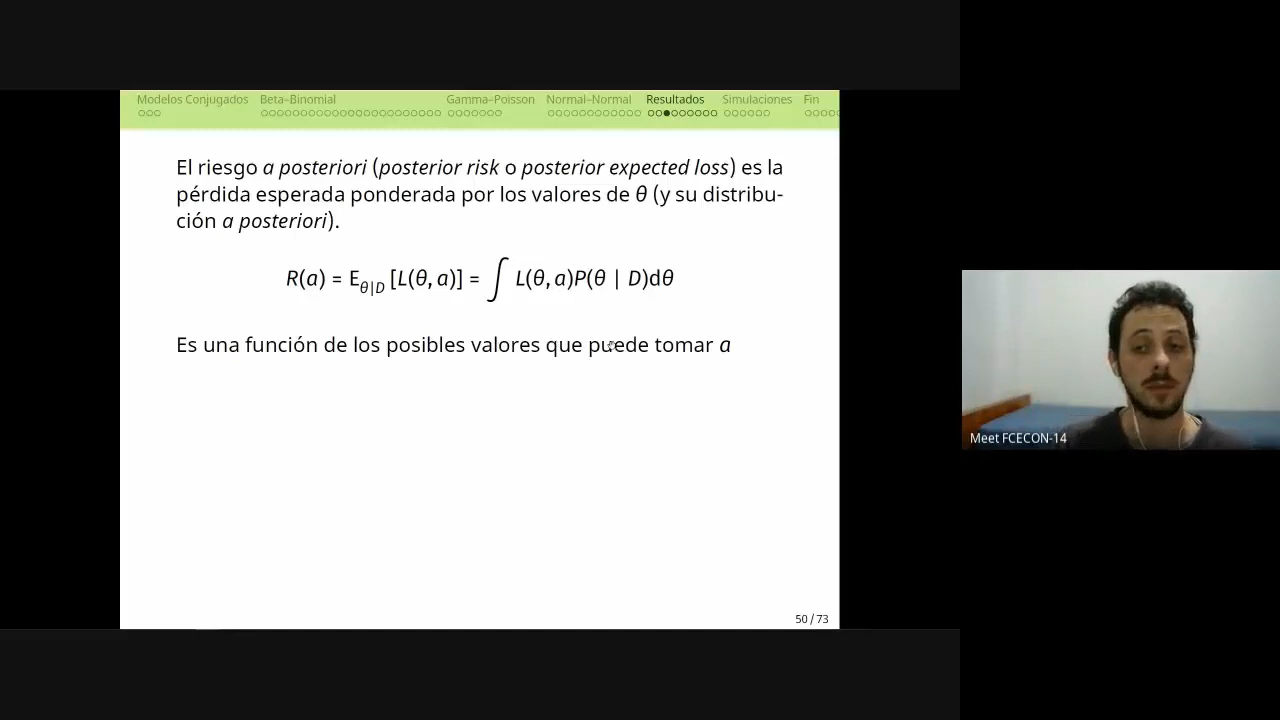 Modelos Conjugados Beta–Binomial Gamma–Poisson Normal–Normal Resultados Simulaciones Fin
El riesgo a posteriori (posterior risk o posterior expected loss) es la
pérdida esperada ponderada por los valores de θ (y su distribu-
ción a posteriori).
R(a) = E_{θ|D} [L(θ, a)] = ∫ L(θ, a)P(θ | D)dθ
Es una función de los posibles valores que puede tomar a
Meet FCECON-14
50 / 73